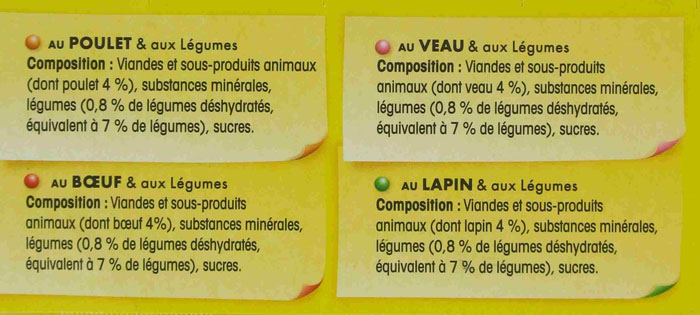 AU POULET & aux Légumes
Composition : Viandes et sous-produits animaux
(dont poulet 4 %), substances minérales,
légumes (0,8 % de légumes déshydratés,
équivalent à 7 % de légumes), sucres.
AU VEAU & aux Légumes
Composition : Viandes et sous-produits
animaux (dont veau 4 %), substances minérales,
légumes (0,8 % de légumes déshydratés,
équivalent à 7 % de légumes), sucres.
AU BŒUF & aux Légumes
Composition : Viandes et sous-produits
animaux (dont bœuf 4%), substances minérales,
légumes (0,8 % de légumes déshydratés,
équivalent à 7 % de légumes), sucres.
AU LAPIN & aux Légumes
Composition : Viandes et sous-produits
animaux (dont lapin 4 %), substances minérales,
légumes (0,8 % de légumes déshydratés,
équivalent à 7 % de légumes), sucres.